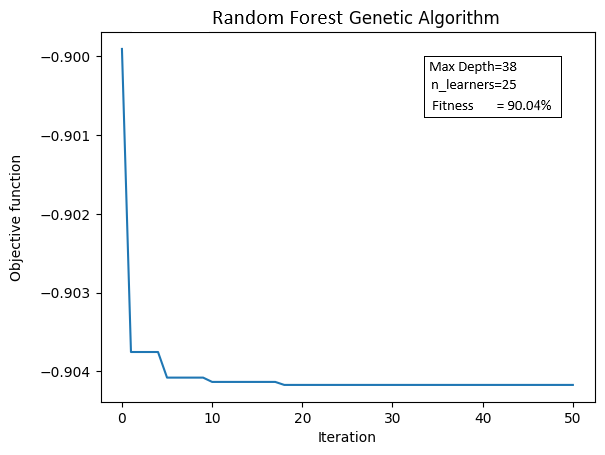 Random Forest Genetic Algorithm
Max Depth=38
n_learners=25
Fitness = 90.04%
−0.900
−0.901
−0.902
−0.903
−0.904
Objective function
0 10 20 30 40 50
Iteration